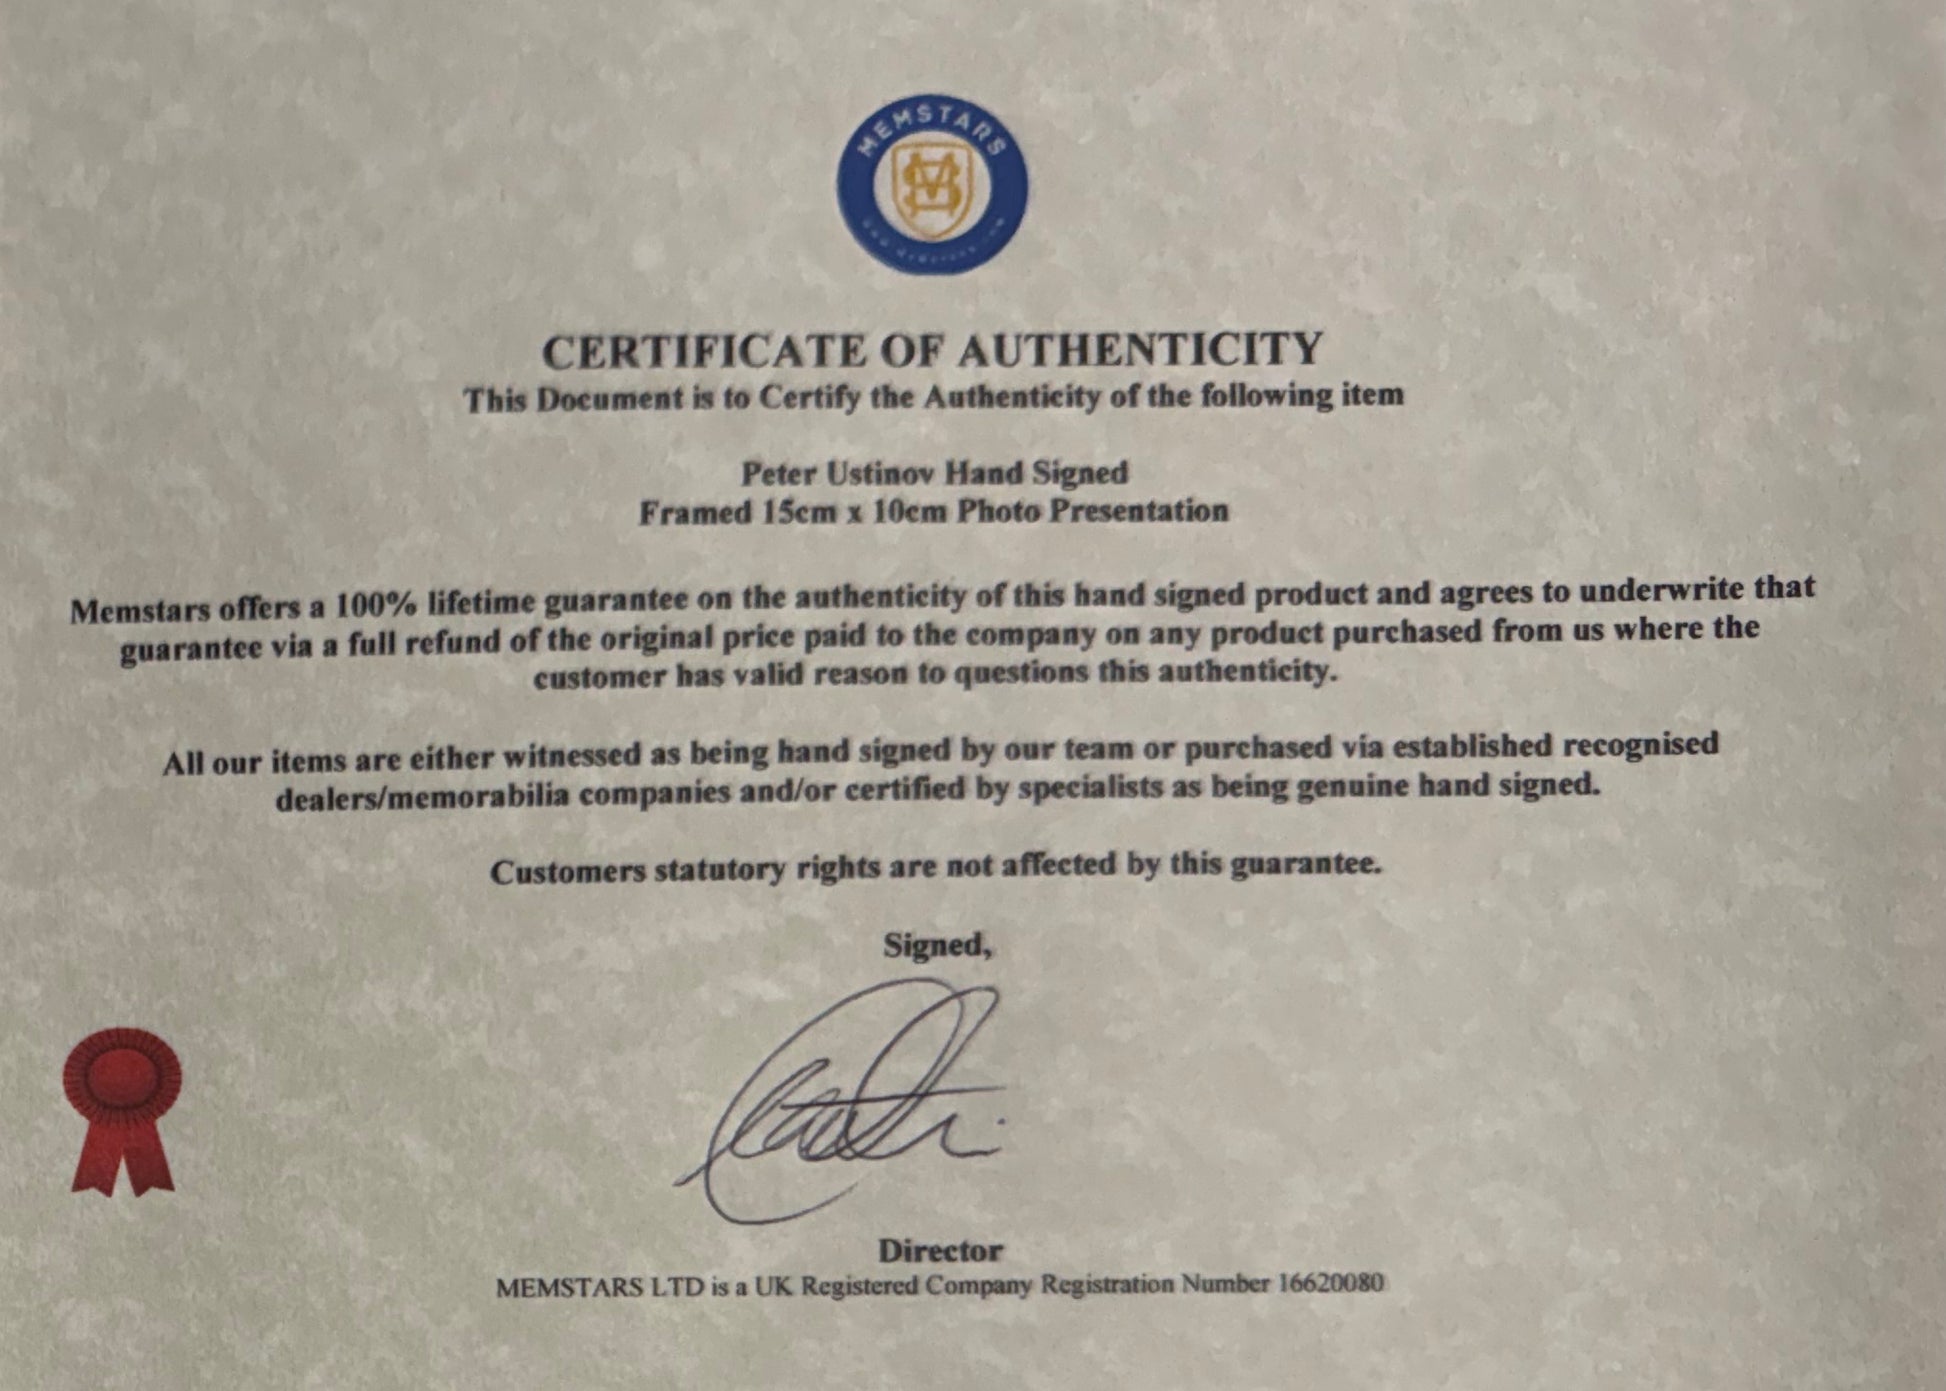 MEMSTARS
CERTIFICATE OF AUTHENTICITY
This Document is to Certify the Authenticity of the following item
Peter Ustinov Hand Signed
Framed 15cm x 10cm Photo Presentation
Memstars offers a 100% lifetime guarantee on the authenticity of this hand signed product and agrees to underwrite that
guarantee via a full refund of the original price paid to the company on any product purchased from us where the
customer has valid reason to questions this authenticity.
All our items are either witnessed as being hand signed by our team or purchased via established recognised
dealers/memorabilia companies and/or certified by specialists as being genuine hand signed.
Customers statutory rights are not affected by this guarantee.
Signed,
Director
MEMSTARS LTD is a UK Registered Company Registration Number 16620080